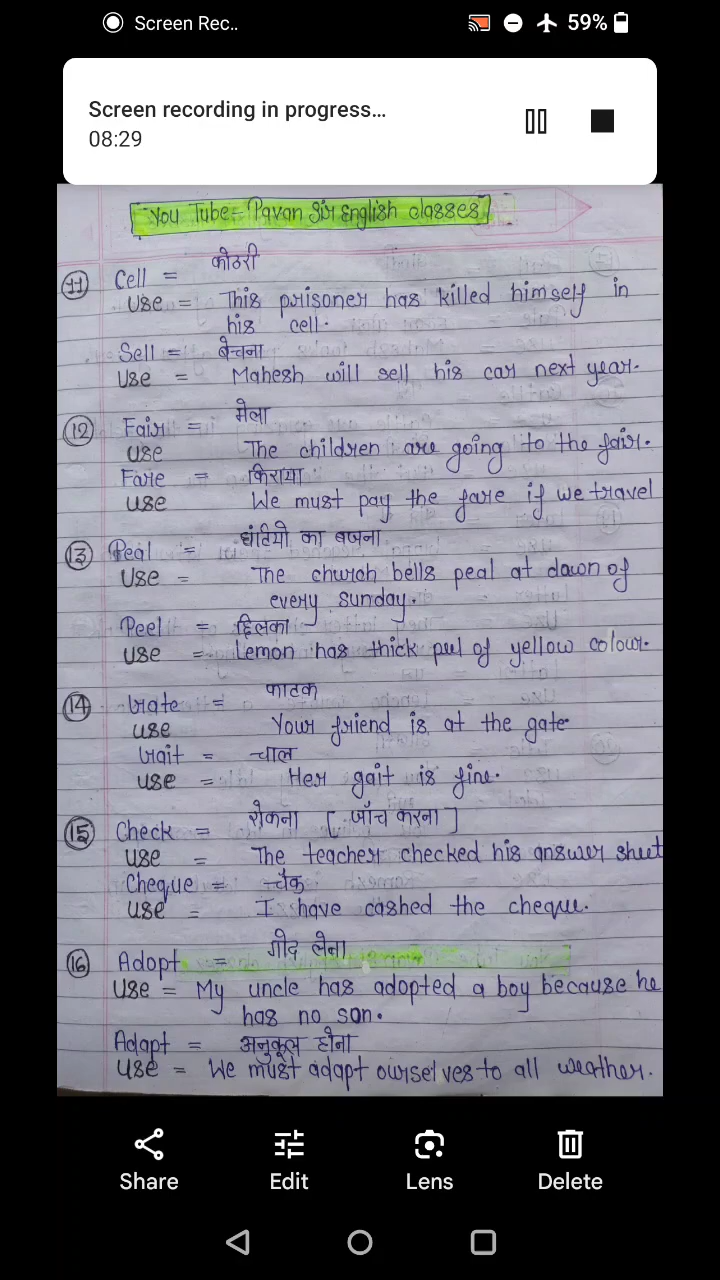 Screen Rec..
59%
Screen recording in progress...
08:29
You Tube - Pavan Sir English classes
11 Cell = कोठरी
Use = This prisoner has killed himself in
his cell.
Sell = बेचना
Use = Mahesh will sell his car next year.
12 Fair = मेला
Use The children are going to the fair.
Fare = किराया
Use We must pay the fare if we travel
13 Peal = घंटियो का बजना
Use = The church bells peal at dawn of
every sunday.
Peel = छिलका
Use = Lemon has thick peel of yellow colour.
14 Gate = फाटक
Use Your friend is at the gate
Gait = चाल
Use = Her gait is fine.
15 Check = रोकना [ जाँच करना ]
Use = The teacher checked his answer sheet
Cheque = चैक
Use = I have cashed the cheque.
16 Adopt = गोद लेना
Use = My uncle has adopted a boy because he
has no son.
Adapt = अनुकूल होना
Use = We must adapt ourselves to all weather.
Share Edit Lens Delete